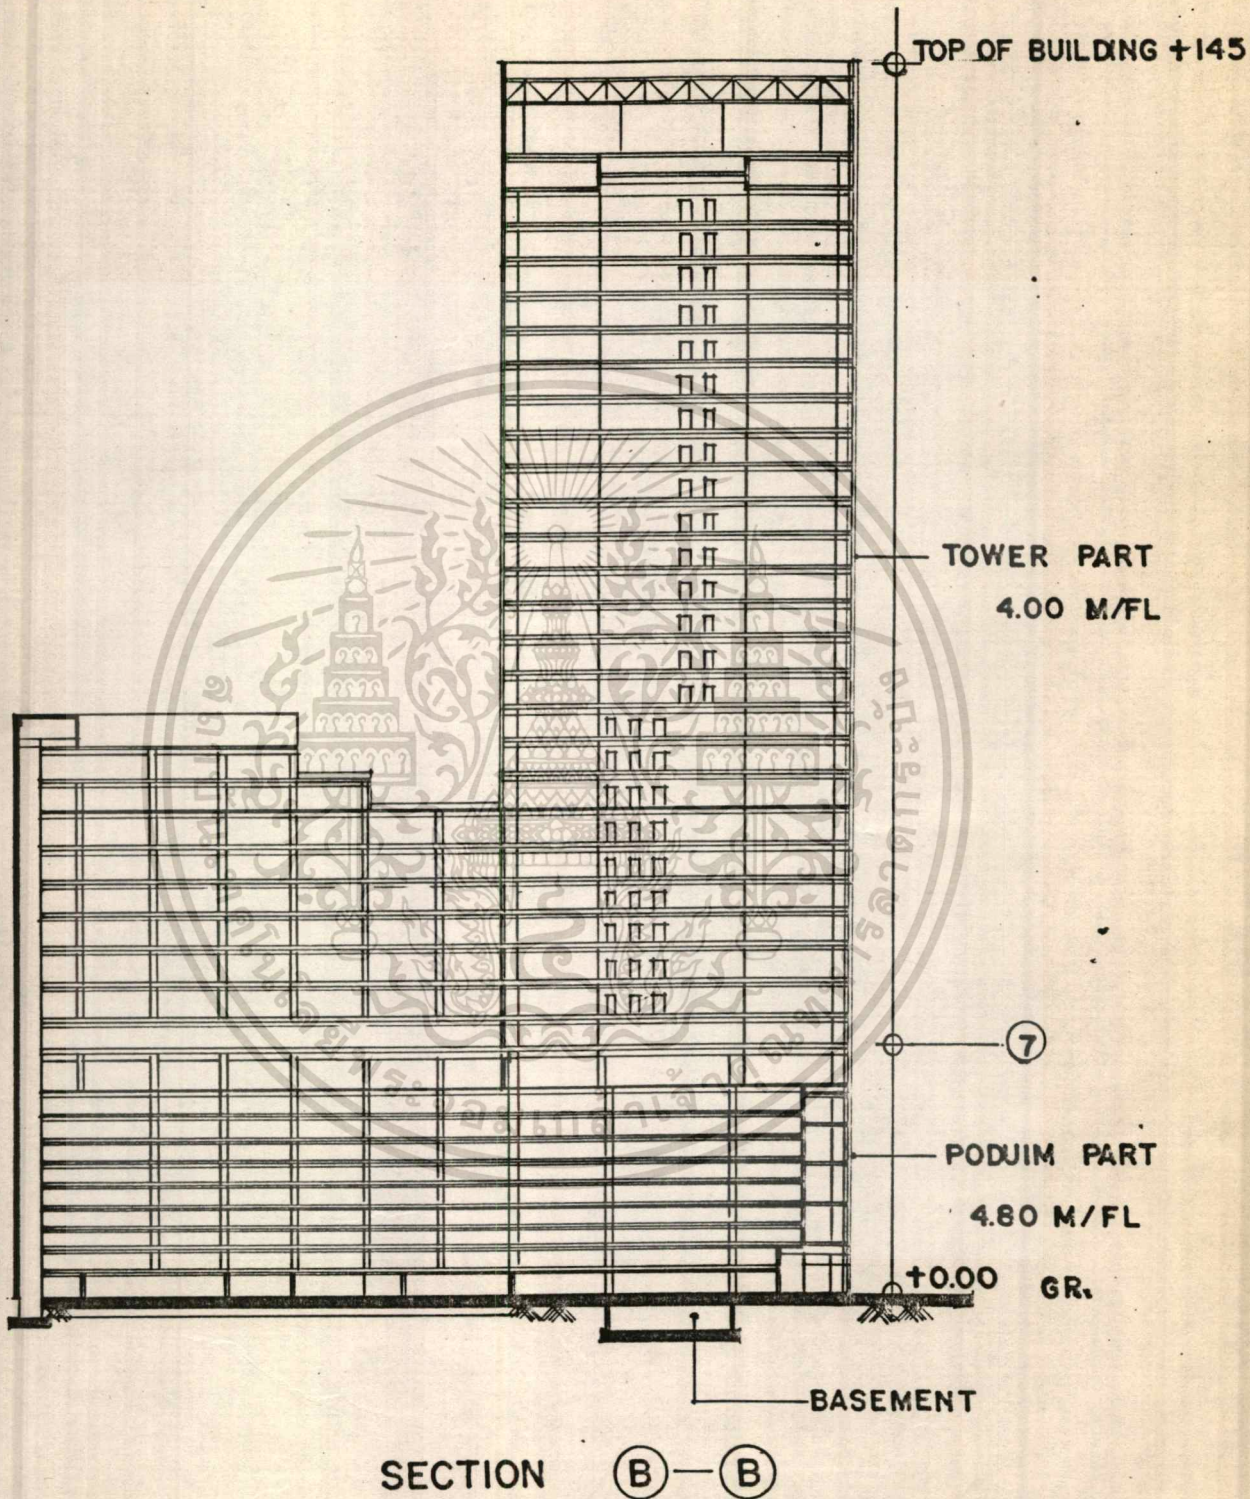 TOP OF BUILDING +145
TOWER PART
4.00 M/FL
7
PODUIM PART
4.80 M/FL
+0.00 GR.
BASEMENT
SECTION B—B